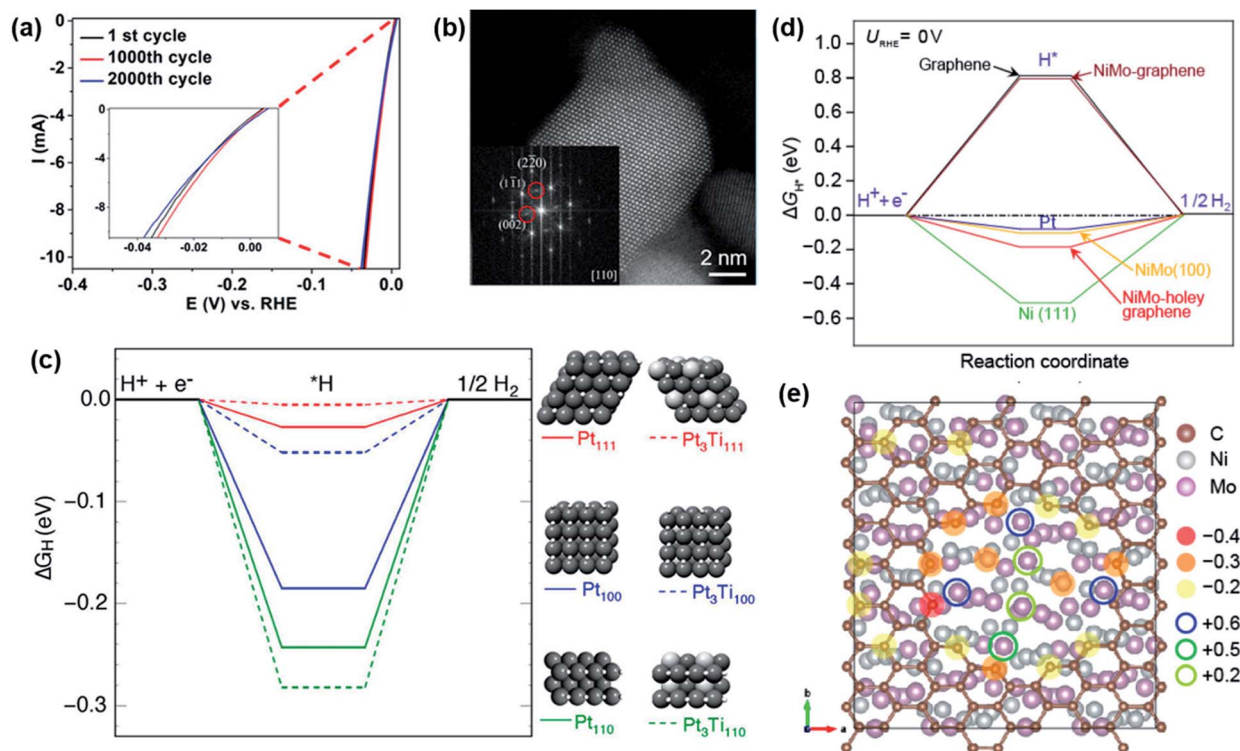 (a)
1 st cycle
1000th cycle
2000th cycle
I (mA)
0
-2
-4
-6
-8
-10
0
-4
-8
-0.04
-0.02
0.00
-0.4
-0.3
-0.2
-0.1
0.0
E (V) vs. RHE
(b)
(22̄0)
(11̄1)
(002)
[110]
2 nm
(c)
H⁺ + e⁻
*H
1/2 H₂
ΔG_H (eV)
0.0
−0.1
−0.2
−0.3
Pt₁₁₁
Pt₃Ti₁₁₁
Pt₁₀₀
Pt₃Ti₁₀₀
Pt₁₁₀
Pt₃Ti₁₁₀
(d)
U_RHE = 0V
Graphene
H*
NiMo-graphene
ΔG_H* (eV)
1.0
0.8
0.6
0.4
0.2
0.0
−0.2
−0.4
−0.6
H⁺ + e⁻
1/2 H₂
Pt
NiMo(100)
NiMo-holey
graphene
Ni (111)
Reaction coordinate
(e)
C
Ni
Mo
−0.4
−0.3
−0.2
+0.6
+0.5
+0.2
b
a